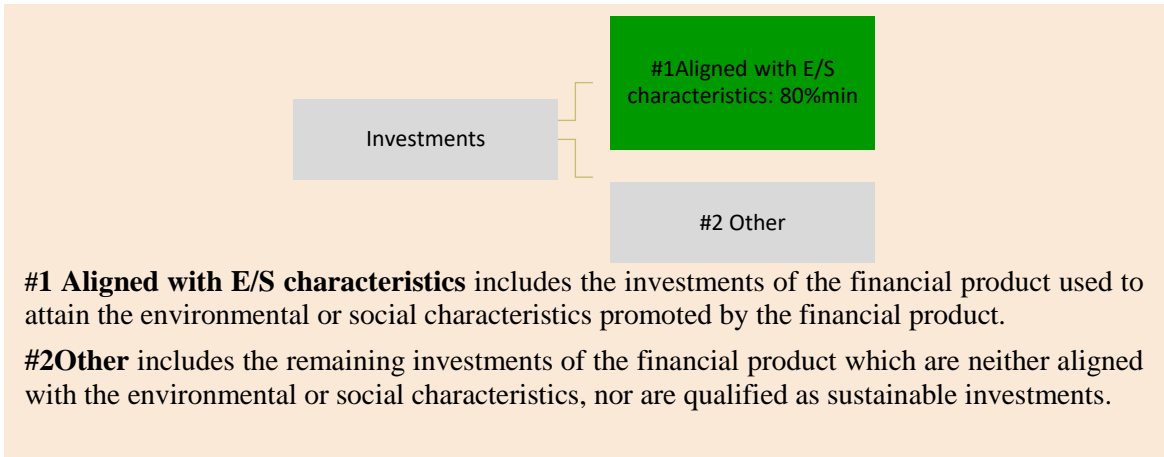 #1Aligned with E/S
characteristics: 80%min
Investments
#2 Other
#1 Aligned with E/S characteristics includes the investments of the financial product used to
attain the environmental or social characteristics promoted by the financial product.
#2Other includes the remaining investments of the financial product which are neither aligned
with the environmental or social characteristics, nor are qualified as sustainable investments.